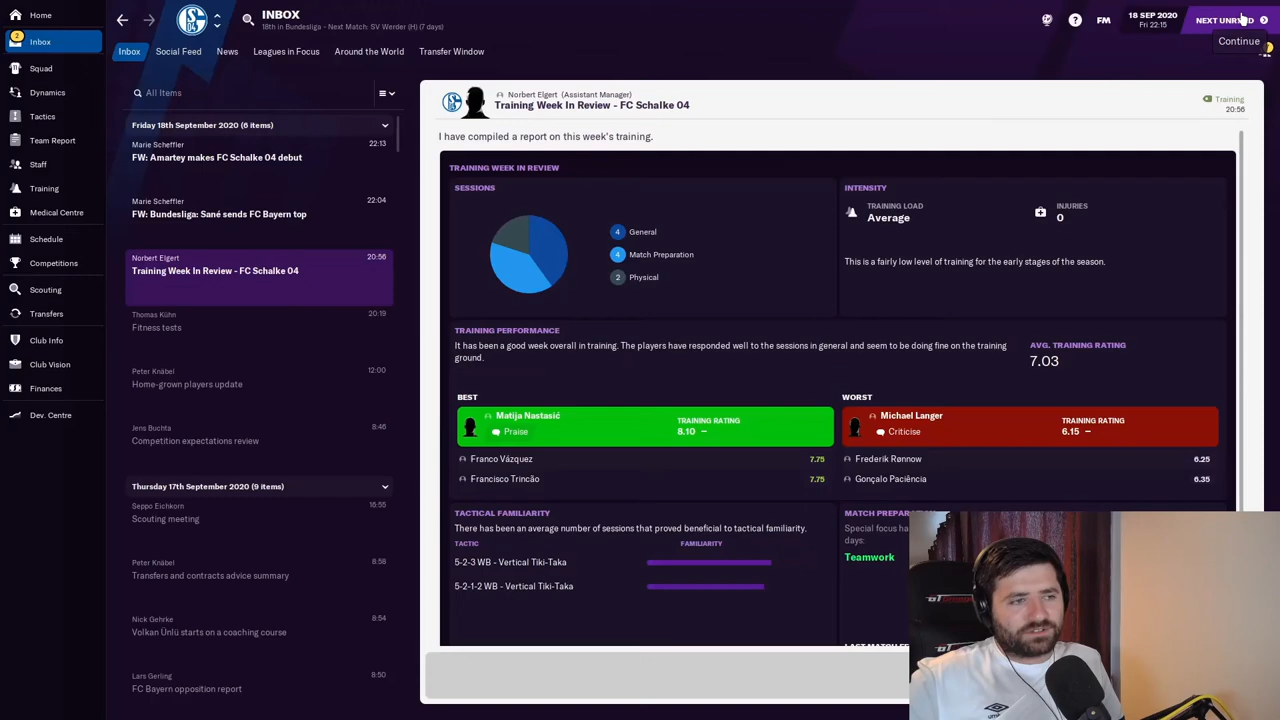 Home
2
Inbox
Squad
Dynamics
Tactics
Team Report
Staff
Training
Medical Centre
Schedule
Competitions
Scouting
Transfers
Club Info
Club Vision
Finances
Dev. Centre
INBOX
18th in Bundesliga - Next Match: SV Werder (H) (7 days)
FM
18 SEP 2020
Fri 22:15
Continue
Inbox
Social Feed
News
Leagues in Focus
Around the World
Transfer Window
All Items
Friday 18th September 2020 (6 items)
Marie Scheffler 22:13
FW: Amartey makes FC Schalke 04 debut
Marie Scheffler 22:04
FW: Bundesliga: Sané sends FC Bayern top
Norbert Elgert 20:56
Training Week In Review - FC Schalke 04
Thomas Kühn 20:19
Fitness tests
Peter Knäbel 12:00
Home-grown players update
Jens Buchta 8:46
Competition expectations review
Thursday 17th September 2020 (9 items)
Seppo Eichkorn 16:55
Scouting meeting
Peter Knäbel 8:58
Transfers and contracts advice summary
Nick Gehrke 8:54
Volkan Ünlü starts on a coaching course
Lars Gerling 8:50
FC Bayern opposition report
Norbert Elgert (Assistant Manager)
Training Week In Review - FC Schalke 04
Training
20:56
I have compiled a report on this week's training.
TRAINING WEEK IN REVIEW
SESSIONS
4 General
4 Match Preparation
2 Physical
INTENSITY
TRAINING LOAD
Average
INJURIES
0
This is a fairly low level of training for the early stages of the season.
TRAINING PERFORMANCE
It has been a good week overall in training. The players have responded well to the sessions in general and seem to be doing fine on the training
ground.
AVG. TRAINING RATING
7.03
BEST
Matija Nastasić
Praise
TRAINING RATING
8.10 –
Franco Vázquez 7.75
Francisco Trincão 7.75
WORST
Michael Langer
Criticise
TRAINING RATING
6.15 –
Frederik Rønnow 6.25
Gonçalo Paciência 6.35
TACTICAL FAMILIARITY
There has been an average number of sessions that proved beneficial to tactical familiarity.
TACTIC FAMILIARITY
5-2-3 WB - Vertical Tiki-Taka
5-2-1-2 WB - Vertical Tiki-Taka
MATCH
Special focus
days:
Teamwork